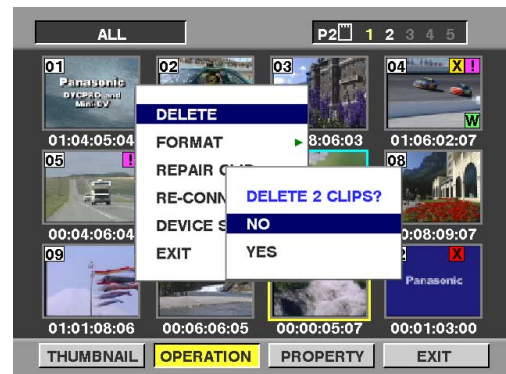 ALL
P2 1 2 3 4 5
01 02 03 04 X !
Panasonic
DVCPRO and
Mini-DV
W
DELETE
01:04:05:04 8:06:03 01:06:02:07
FORMAT
05 ! 08
REPAIR
RE-CONN
DELETE 2 CLIPS?
DEVICE S
NO
00:04:06:04 0:08:09:07
EXIT
YES
09 X
Panasonic
01:01:08:06 00:06:06:05 00:00:05:07 00:01:03:00
THUMBNAIL OPERATION PROPERTY EXIT